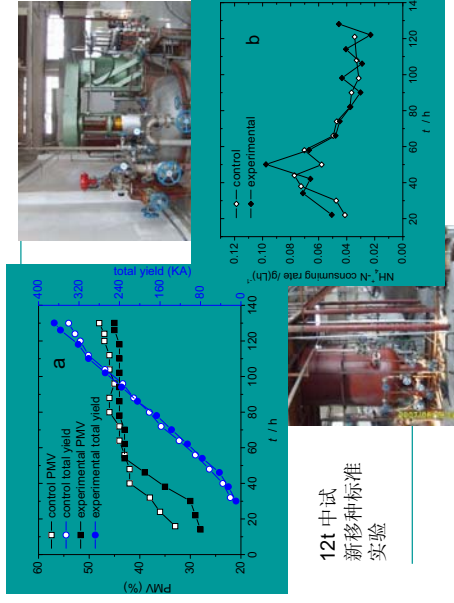 a
control PMV
control total yield
experimental PMV
experimental total yield
PMV (%)
60
50
40
30
20
total yield (KA)
400
320
240
160
80
0
0 20 40 60 80 100 120 140
t / h
b
control
experimental
NH₄⁺-N consuming rate /g(Lh)⁻¹
0.12
0.10
0.08
0.06
0.04
0.02
0.00
20 40 60 80 100 120 140
t / h
12t 中试
新移种标准
实验